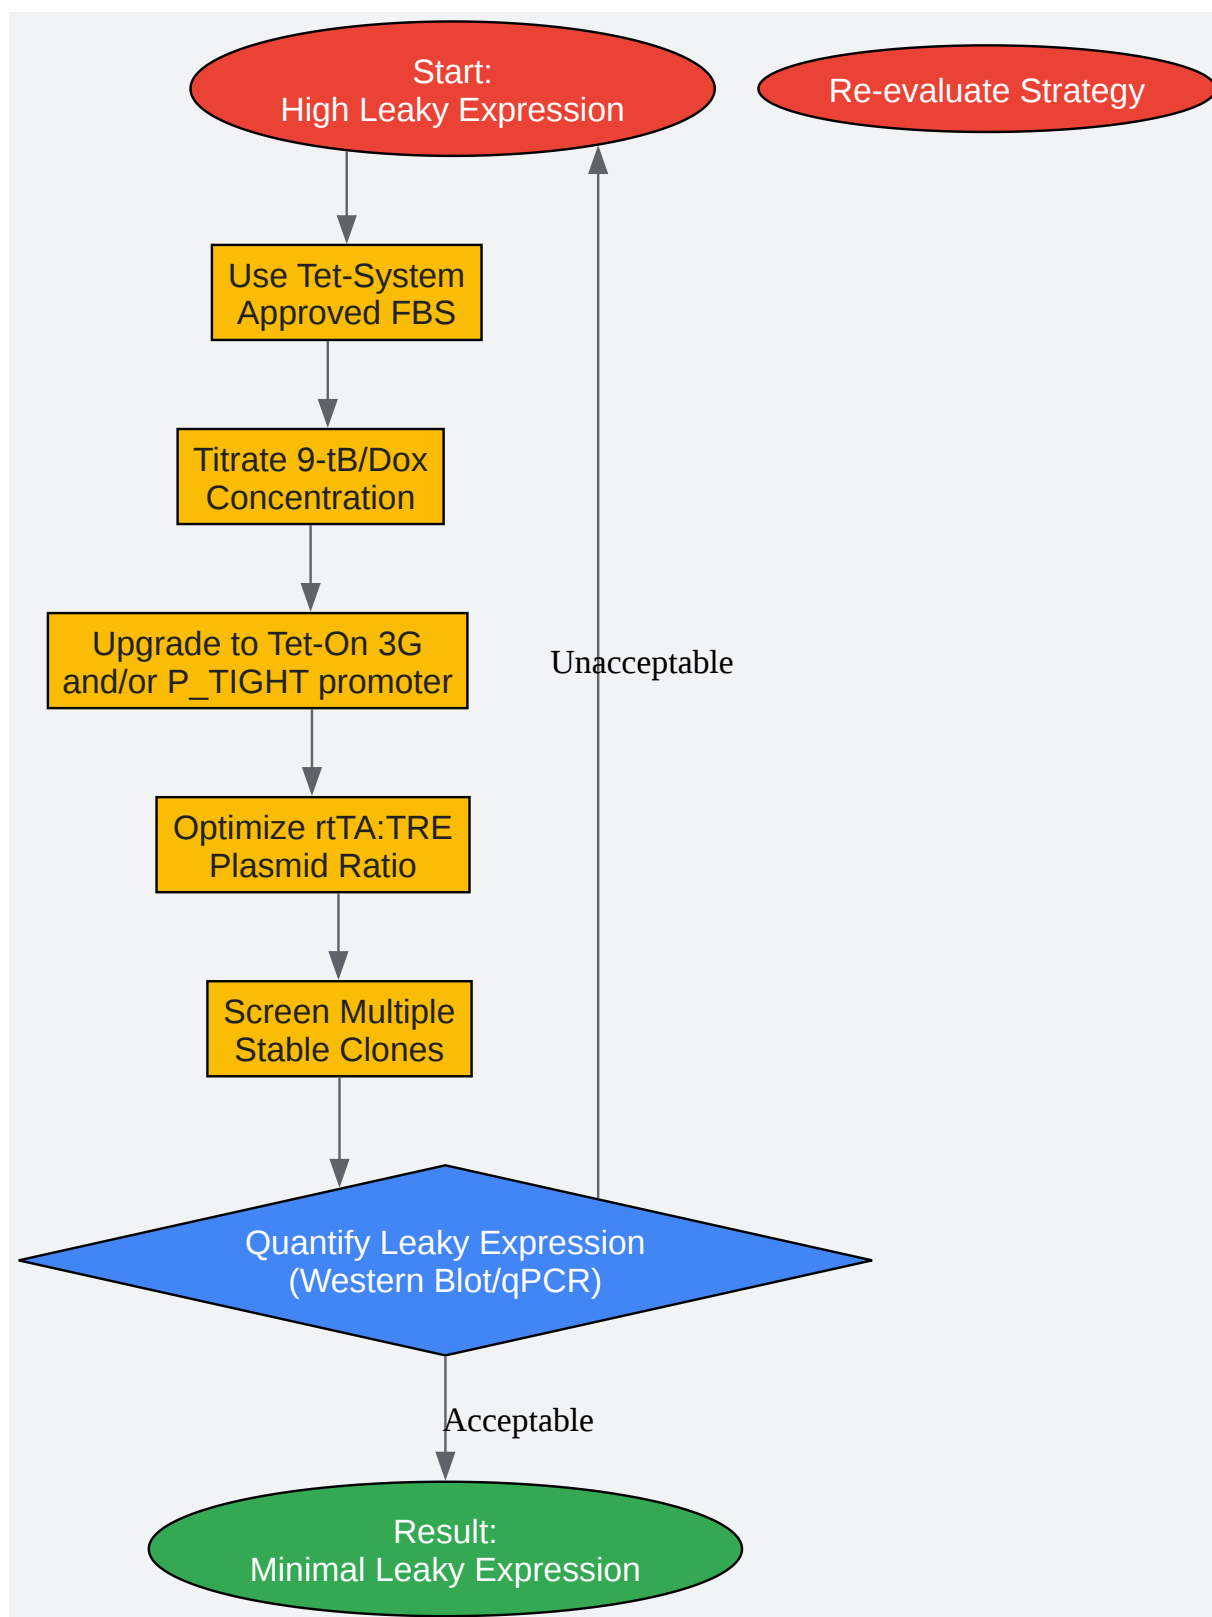 Start:
High Leaky Expression
Re-evaluate Strategy
Use Tet-System
Approved FBS
Titrate 9-tB/Dox
Concentration
Upgrade to Tet-On 3G
and/or P_TIGHT promoter
Unacceptable
Optimize rtTA:TRE
Plasmid Ratio
Screen Multiple
Stable Clones
Quantify Leaky Expression
(Western Blot/qPCR)
Acceptable
Result:
Minimal Leaky Expression